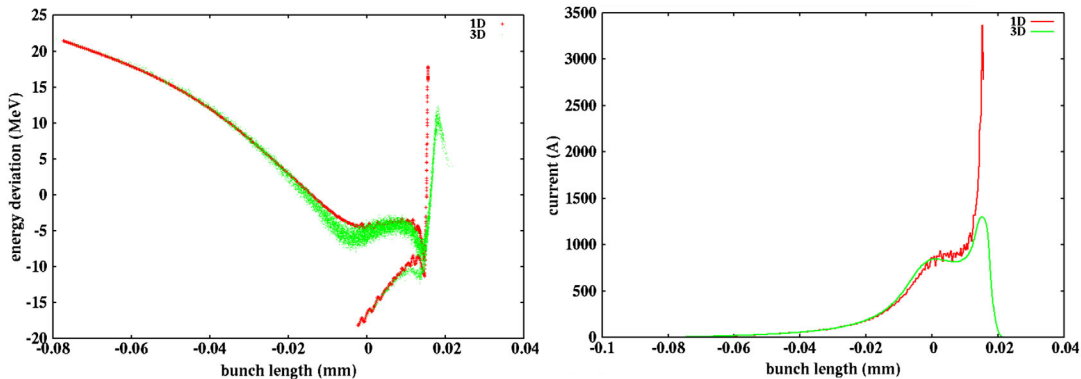 25
20
15
10
5
0
-5
-10
-15
-20
energy deviation (MeV)
1D
3D
-0.08 -0.06 -0.04 -0.02 0 0.02 0.04
bunch length (mm)
3500
3000
2500
2000
1500
1000
500
0
current (A)
1D
3D
-0.1 -0.08 -0.06 -0.04 -0.02 0 0.02 0.04
bunch length (mm)